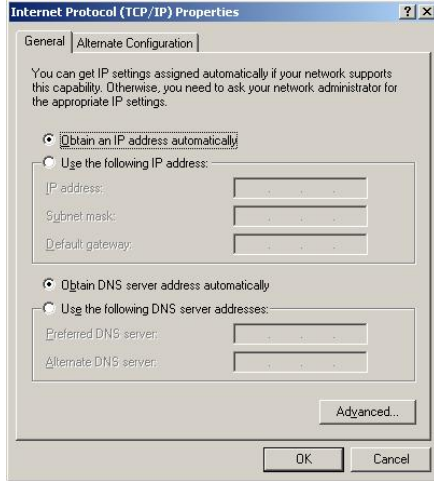 Internet Protocol (TCP/IP) Properties
General
Alternate Configuration
You can get IP settings assigned automatically if your network supports
this capability. Otherwise, you need to ask your network administrator for
the appropriate IP settings.
Obtain an IP address automatically
Use the following IP address:
IP address:
Subnet mask:
Default gateway:
Obtain DNS server address automatically
Use the following DNS server addresses:
Preferred DNS server:
Alternate DNS server:
Advanced...
OK
Cancel